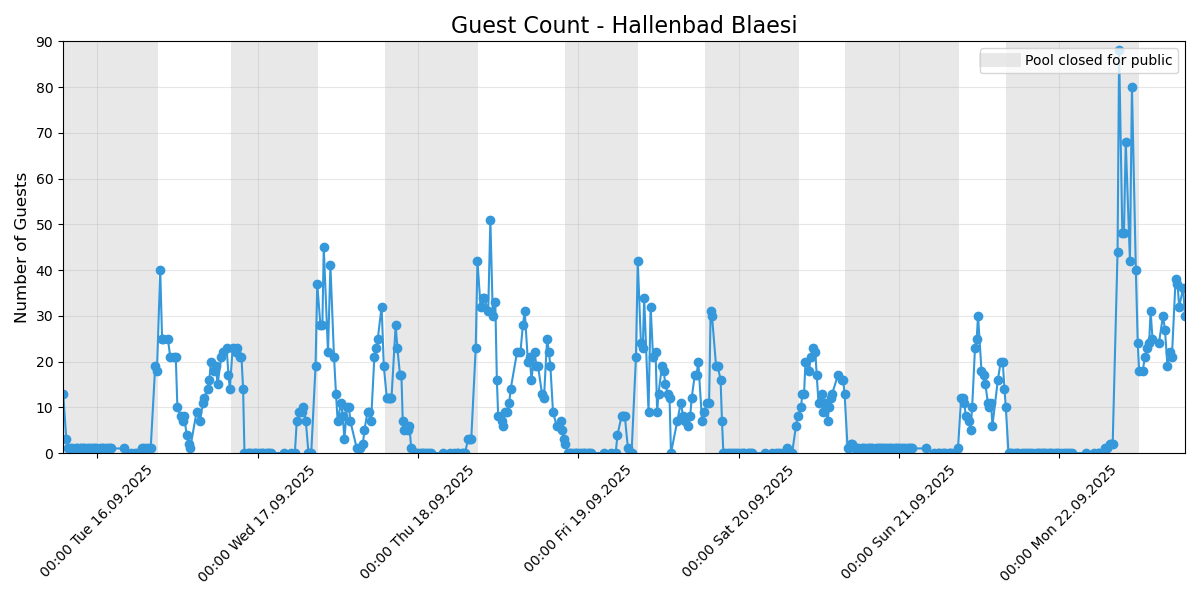 Guest Count - Hallenbad Blaesi
Pool closed for public
Number of Guests
90
80
70
60
50
40
30
20
10
0
00:00 Tue 16.09.2025
00:00 Wed 17.09.2025
00:00 Thu 18.09.2025
00:00 Fri 19.09.2025
00:00 Sat 20.09.2025
00:00 Sun 21.09.2025
00:00 Mon 22.09.2025